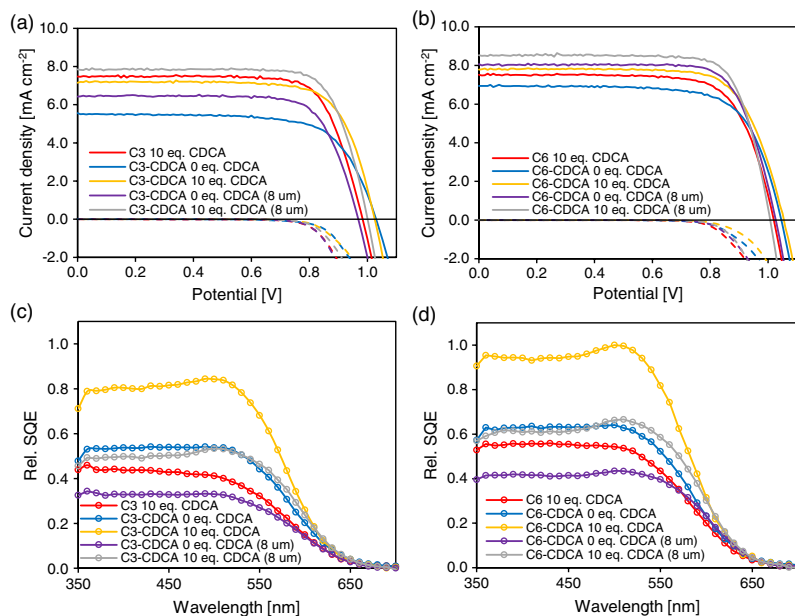 (a)
10.0
8.0
6.0
4.0
2.0
0.0
-2.0
Current density [mA cm⁻²]
C3 10 eq. CDCA
C3-CDCA 0 eq. CDCA
C3-CDCA 10 eq. CDCA
C3-CDCA 0 eq. CDCA (8 um)
C3-CDCA 10 eq. CDCA (8 um)
0.0 0.2 0.4 0.6 0.8 1.0
Potential [V]
(b)
10.0
8.0
6.0
4.0
2.0
0.0
-2.0
Current density [mA cm⁻²]
C6 10 eq. CDCA
C6-CDCA 0 eq. CDCA
C6-CDCA 10 eq. CDCA
C6-CDCA 0 eq. CDCA (8 um)
C6-CDCA 10 eq. CDCA (8 um)
0.0 0.2 0.4 0.6 0.8 1.0
Potential [V]
(c)
1.0
0.8
0.6
0.4
0.2
0.0
Rel. SQE
C3 10 eq. CDCA
C3-CDCA 0 eq. CDCA
C3-CDCA 10 eq. CDCA
C3-CDCA 0 eq. CDCA (8 um)
C3-CDCA 10 eq. CDCA (8 um)
350 450 550 650
Wavelength [nm]
(d)
1.0
0.8
0.6
0.4
0.2
0.0
Rel. SQE
C6 10 eq. CDCA
C6-CDCA 0 eq. CDCA
C6-CDCA 10 eq. CDCA
C6-CDCA 0 eq. CDCA (8 um)
C6-CDCA 10 eq. CDCA (8 um)
350 450 550 650
Wavelength [nm]